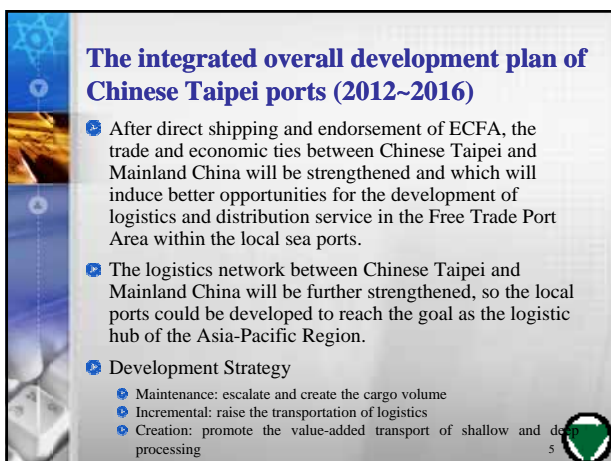 The integrated overall development plan of
Chinese Taipei ports (2012~2016)
After direct shipping and endorsement of ECFA, the
trade and economic ties between Chinese Taipei and
Mainland China will be strengthened and which will
induce better opportunities for the development of
logistics and distribution service in the Free Trade Port
Area within the local sea ports.
The logistics network between Chinese Taipei and
Mainland China will be further strengthened, so the local
ports could be developed to reach the goal as the logistic
hub of the Asia-Pacific Region.
Development Strategy
Maintenance: escalate and create the cargo volume
Incremental: raise the transportation of logistics
Creation: promote the value-added transport of shallow and deep
processing
5